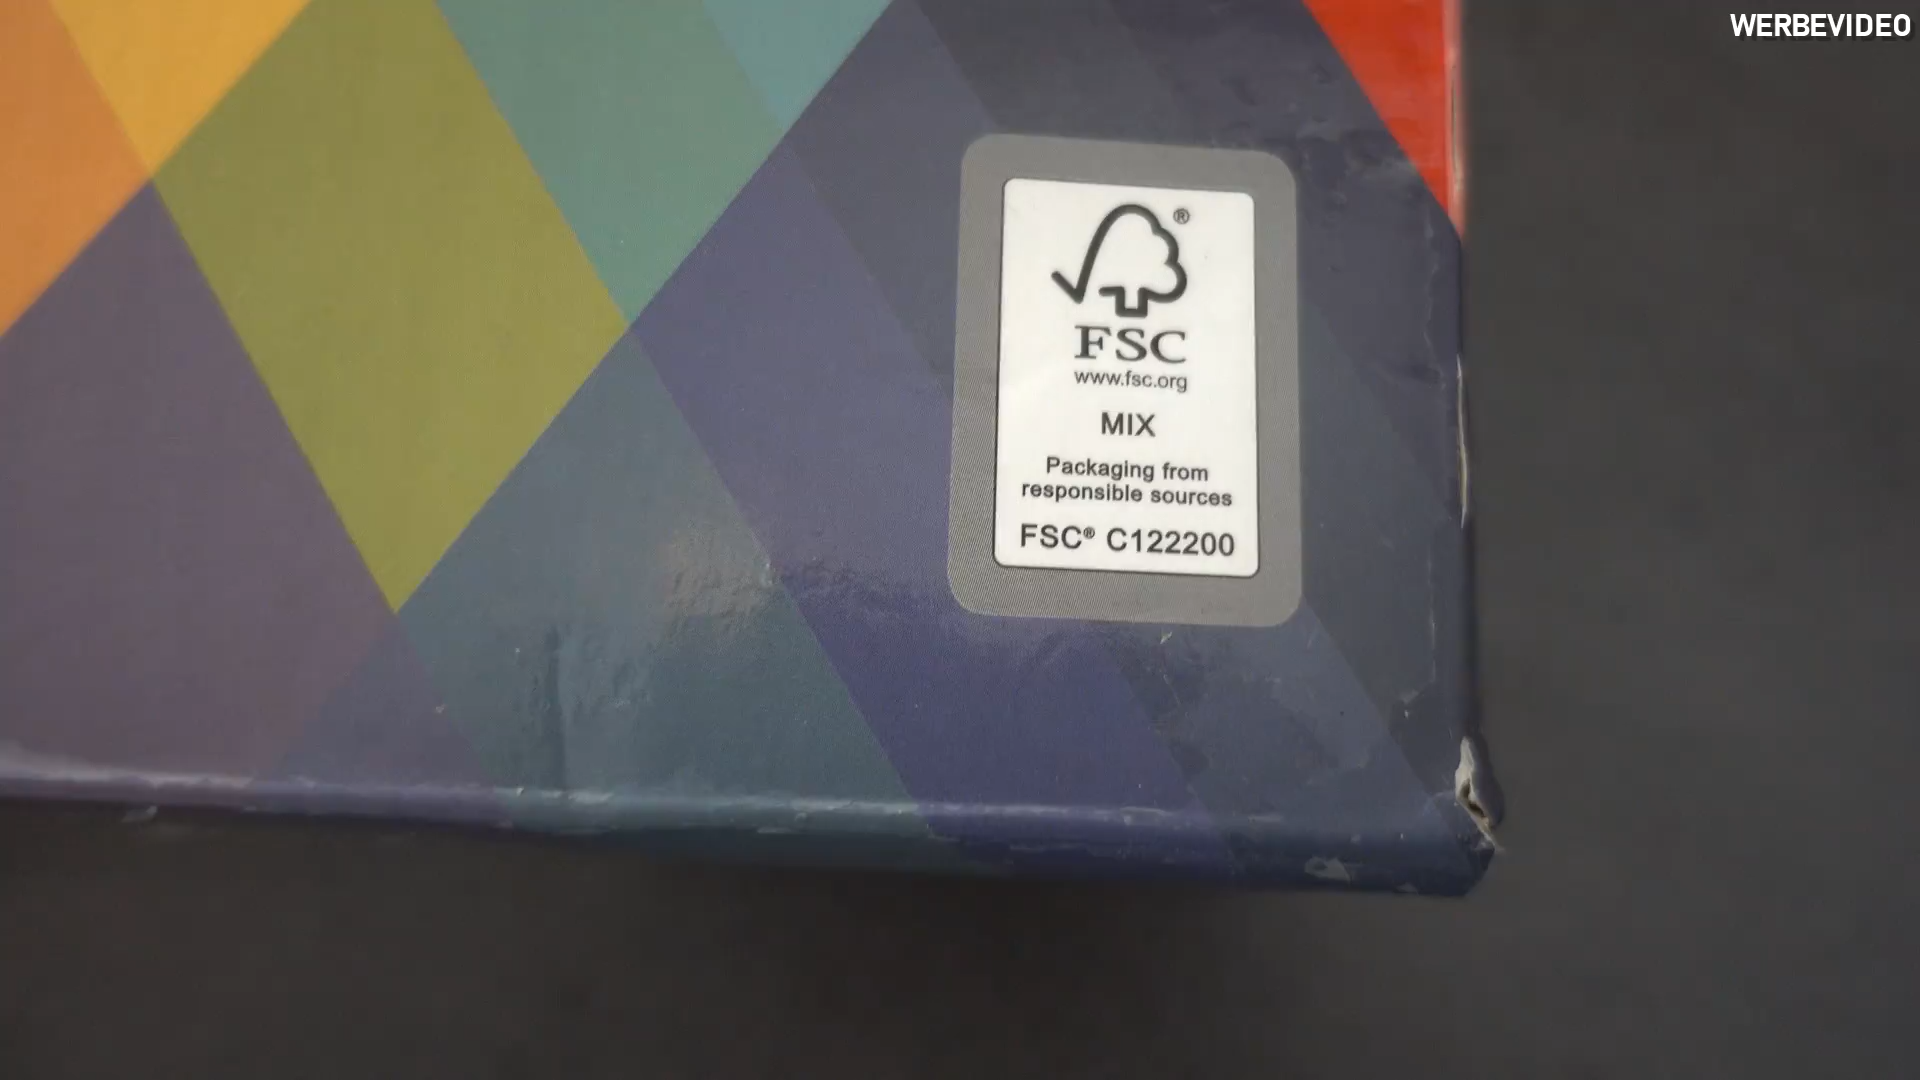 WERBEVIDEO
®
FSC
www.fsc.org
MIX
Packaging from
responsible sources
FSC® C122200